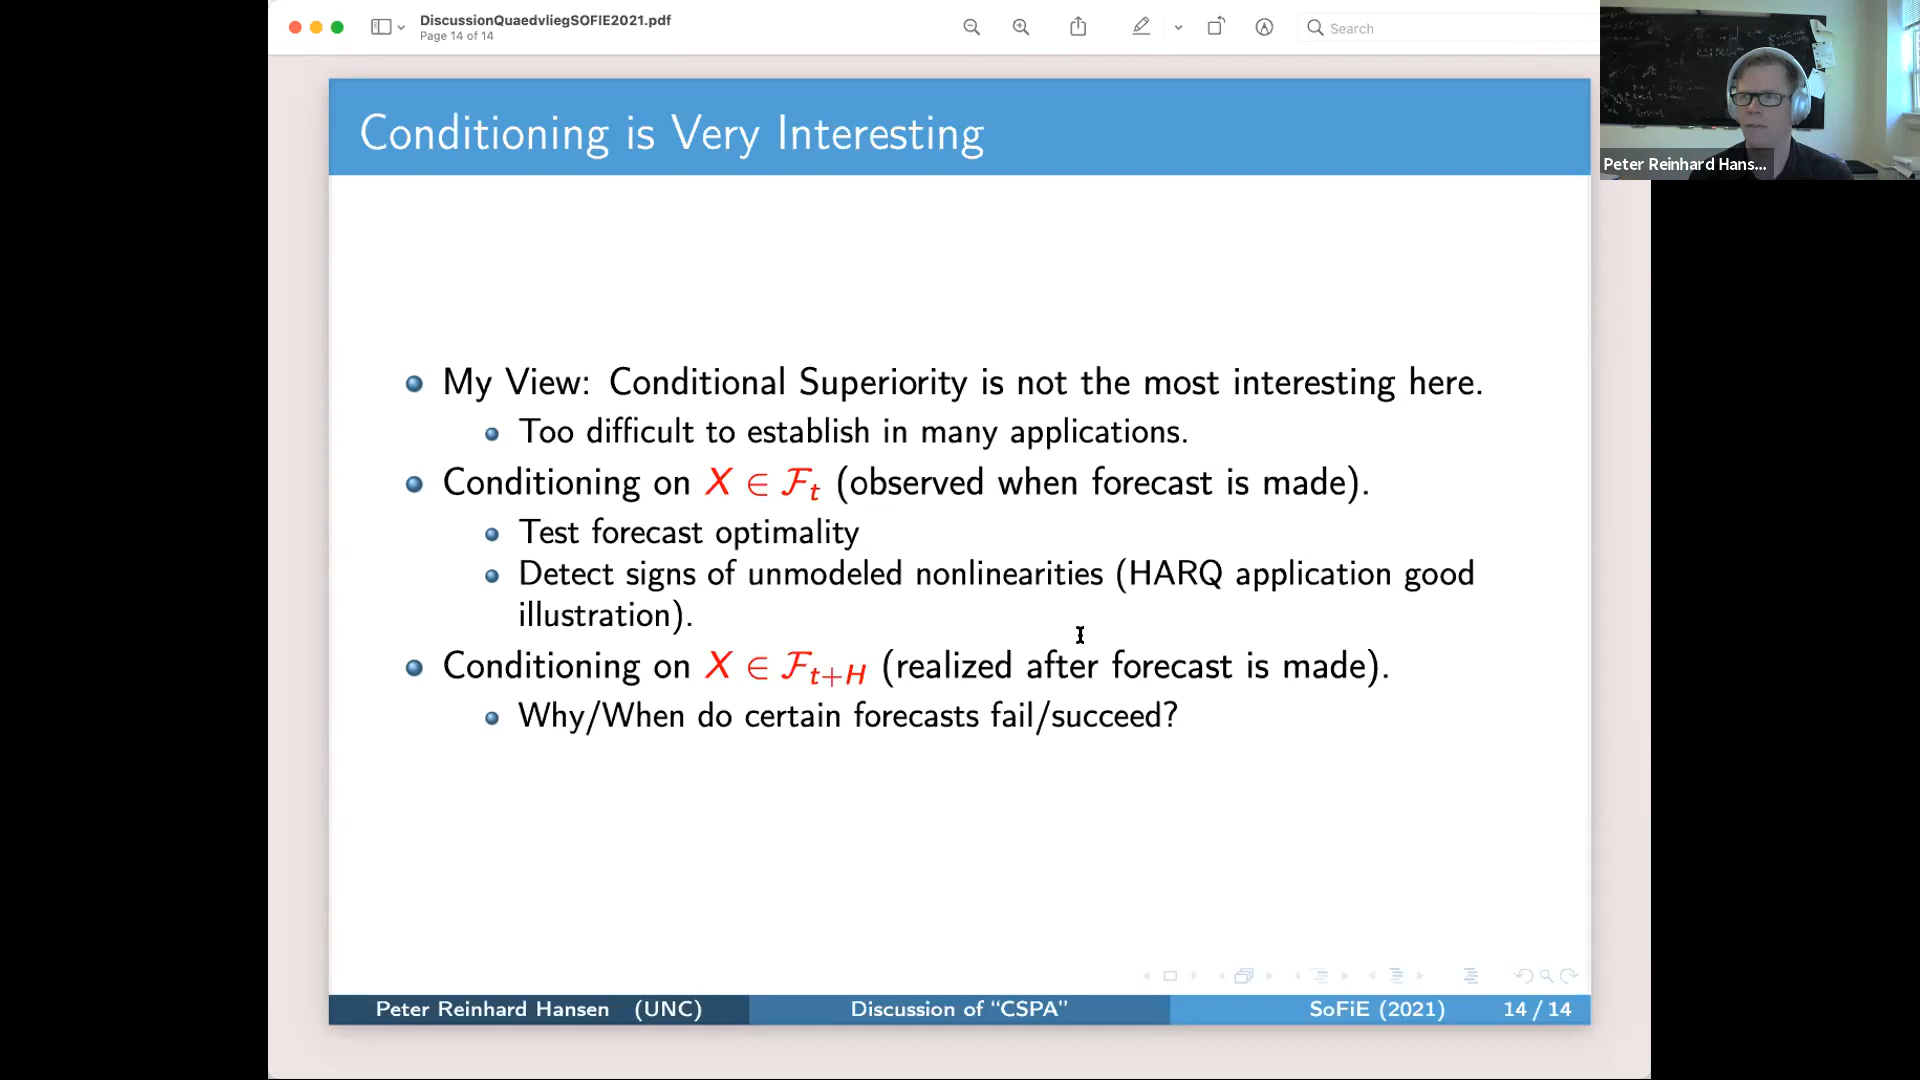 DiscussionQuaedvliegSOFIE2021.pdf
Page 14 of 14
Search
Peter Reinhard Hans...
Conditioning is Very Interesting
My View: Conditional Superiority is not the most interesting here.
Too difficult to establish in many applications.
Conditioning on X ∈ ℱt (observed when forecast is made).
Test forecast optimality
Detect signs of unmodeled nonlinearities (HARQ application good
illustration).
Conditioning on X ∈ ℱt+H (realized after forecast is made).
Why/When do certain forecasts fail/succeed?
Peter Reinhard Hansen (UNC) Discussion of “CSPA” SoFiE (2021) 14 / 14